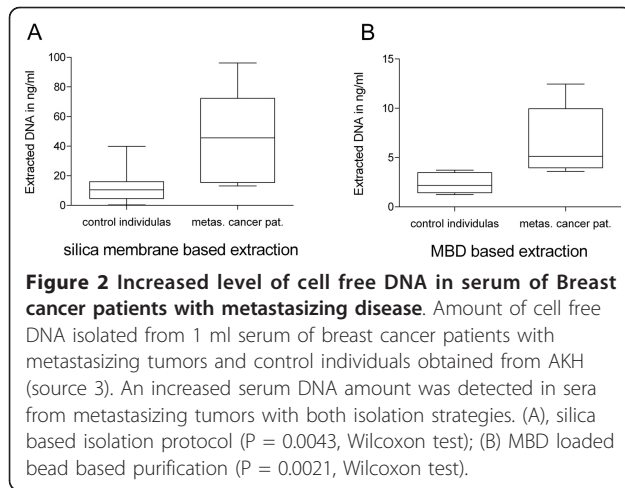 A
B
100
80
60
40
20
0
Extracted DNA in ng/ml
control individulas metas. cancer pat.
silica membrane based extraction
15
10
5
0
Extracted DNA in ng/ml
control individulas metas. cancer pat.
MBD based extraction
Figure 2 Increased level of cell free DNA in serum of Breast
cancer patients with metastasizing disease. Amount of cell free
DNA isolated from 1 ml serum of breast cancer patients with
metastasizing tumors and control individuals obtained from AKH
(source 3). An increased serum DNA amount was detected in sera
from metastasizing tumors with both isolation strategies. (A), silica
based isolation protocol (P = 0.0043, Wilcoxon test); (B) MBD loaded
bead based purification (P = 0.0021, Wilcoxon test).